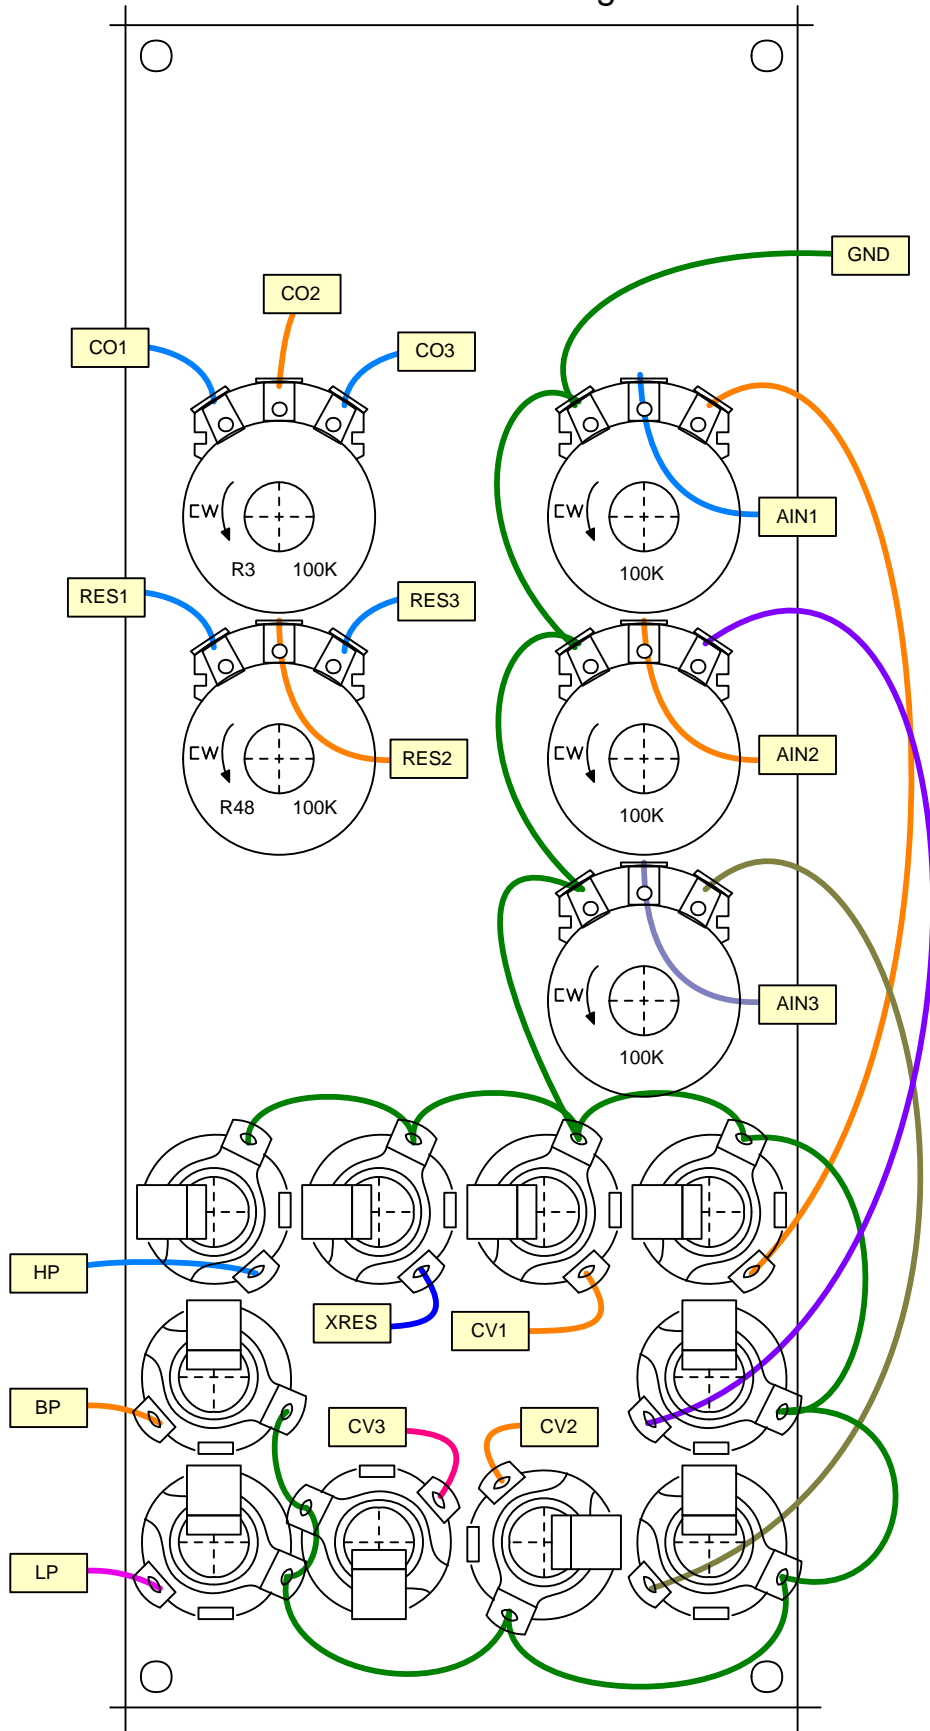 GND
CO2
CO1
CO3
CW
R3 100K
CW
100K
AIN1
RES1
RES3
RES2
CW
R48 100K
CW
100K
AIN2
CW
100K
AIN3
HP
XRES
CV1
BP
CV3
CV2
LP